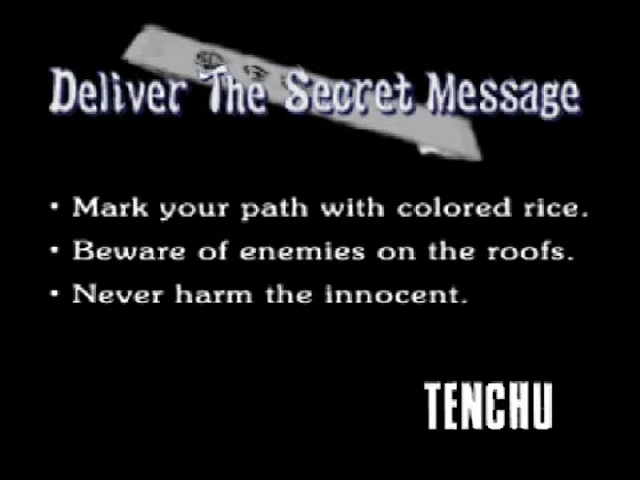 Deliver The Secret Message
• Mark your path with colored rice.
• Beware of enemies on the roofs.
• Never harm the innocent.
TENCHU